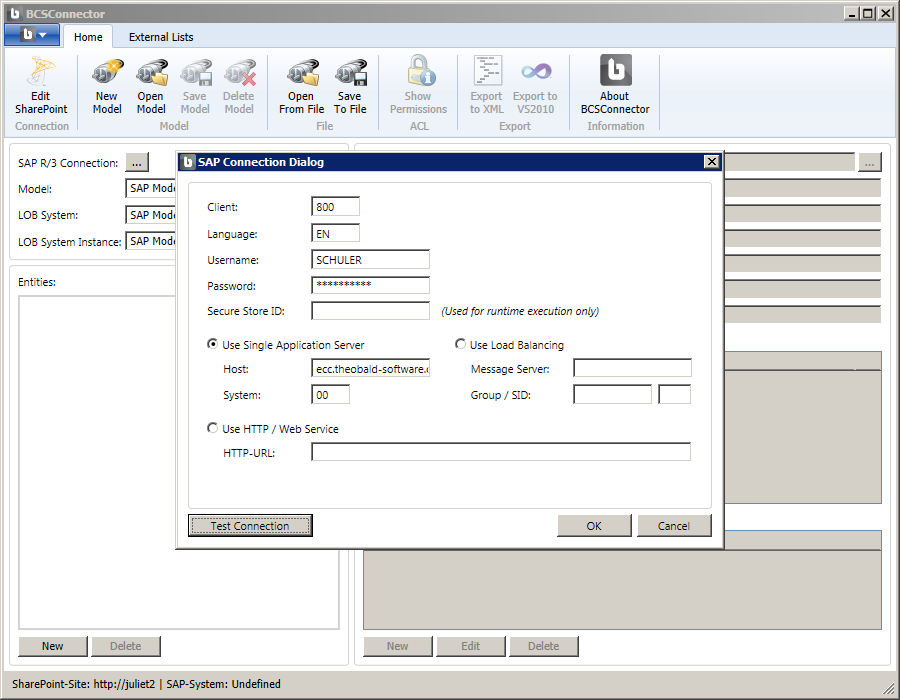 BCSConnector
Home
External Lists
Edit SharePoint
New Model
Open Model
Save Model
Delete Model
Open From File
Save To File
Show Permissions
Export to XML
Export to VS2010
About BCSConnector
Connection
Model
File
ACL
Export
Information
SAP R/3 Connection: ...
Model: SAP Mode
LOB System: SAP Mode
LOB System Instance: SAP Mode
Entities:
...
SAP Connection Dialog
Client: 800
Language: EN
Username: SCHULER
Password: **********
Secure Store ID: (Used for runtime execution only)
Use Single Application Server
Host: ecc.theobald-software.c
System: 00
Use Load Balancing
Message Server:
Group / SID:
Use HTTP / Web Service
HTTP-URL:
Test Connection
OK
Cancel
New
Delete
New
Edit
Delete
SharePoint-Site: http://juliet2 | SAP-System: Undefined